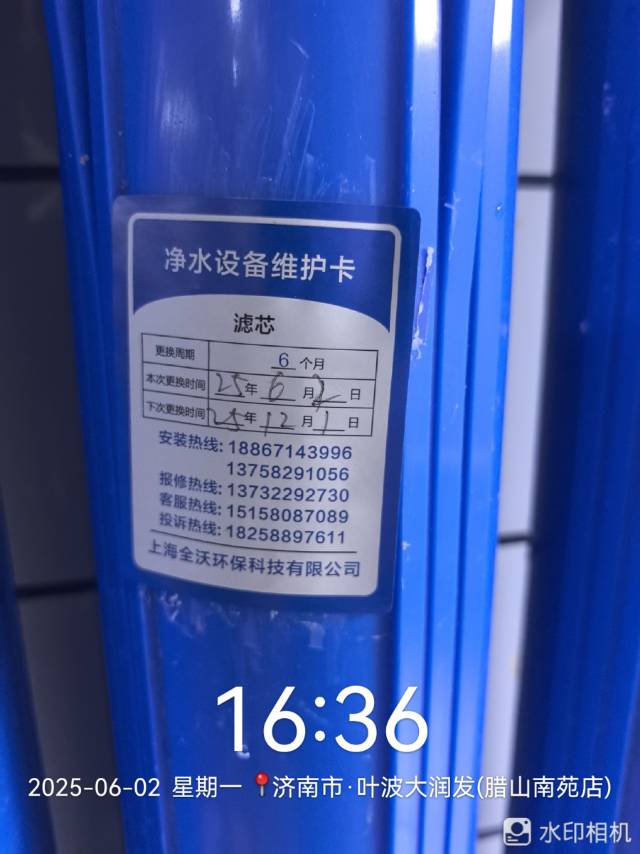 净水设备维护卡
滤芯
更换周期 6 个月
本次更换时间 25 年 6 月 2 日
下次更换时间 25 年 12 月 1 日
安装热线: 18867143996
13758291056
报修热线: 13732292730
客服热线: 15158087089
投诉热线: 18258897611
上海全沃环保科技有限公司
16:36
2025-06-02 星期一 📍济南市·叶波大润发(腊山南苑店)
水印相机